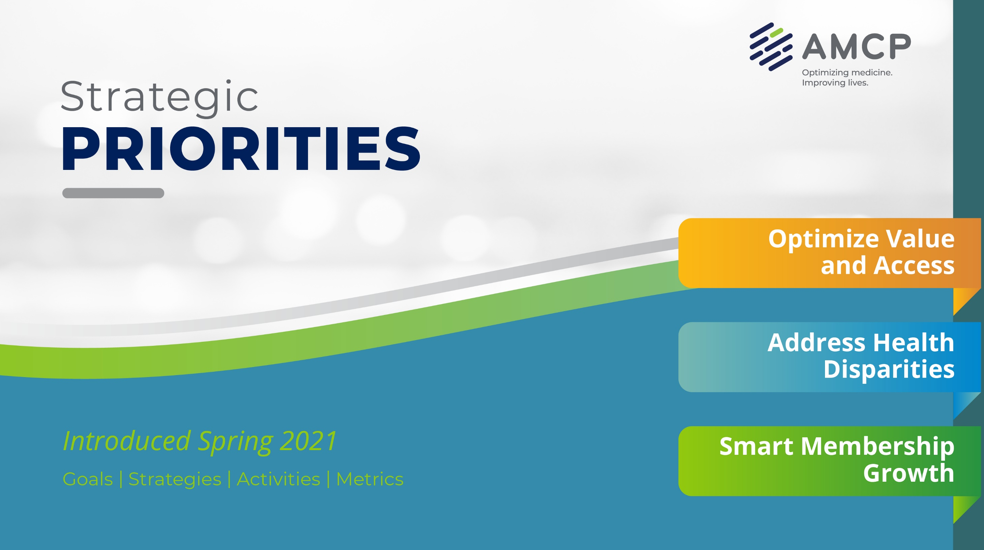 Strategic
PRIORITIES
AMCP
Optimizing medicine.
Improving lives.
Optimize Value
and Access
Address Health
Disparities
Smart Membership
Growth
Introduced Spring 2021
Goals | Strategies | Activities | Metrics